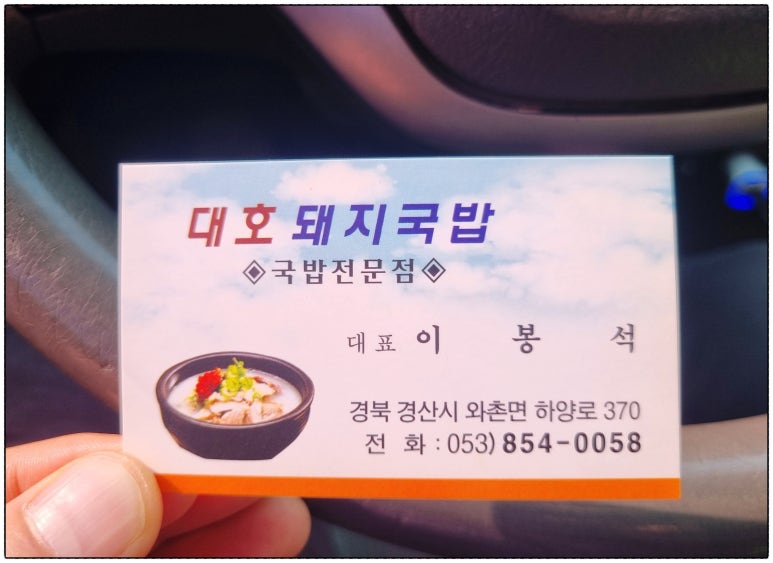 대호 돼지국밥
◈국밥전문점◈
대표 이 봉 석
경북 경산시 와촌면 하양로 370
전 화 : 053) 854-0058